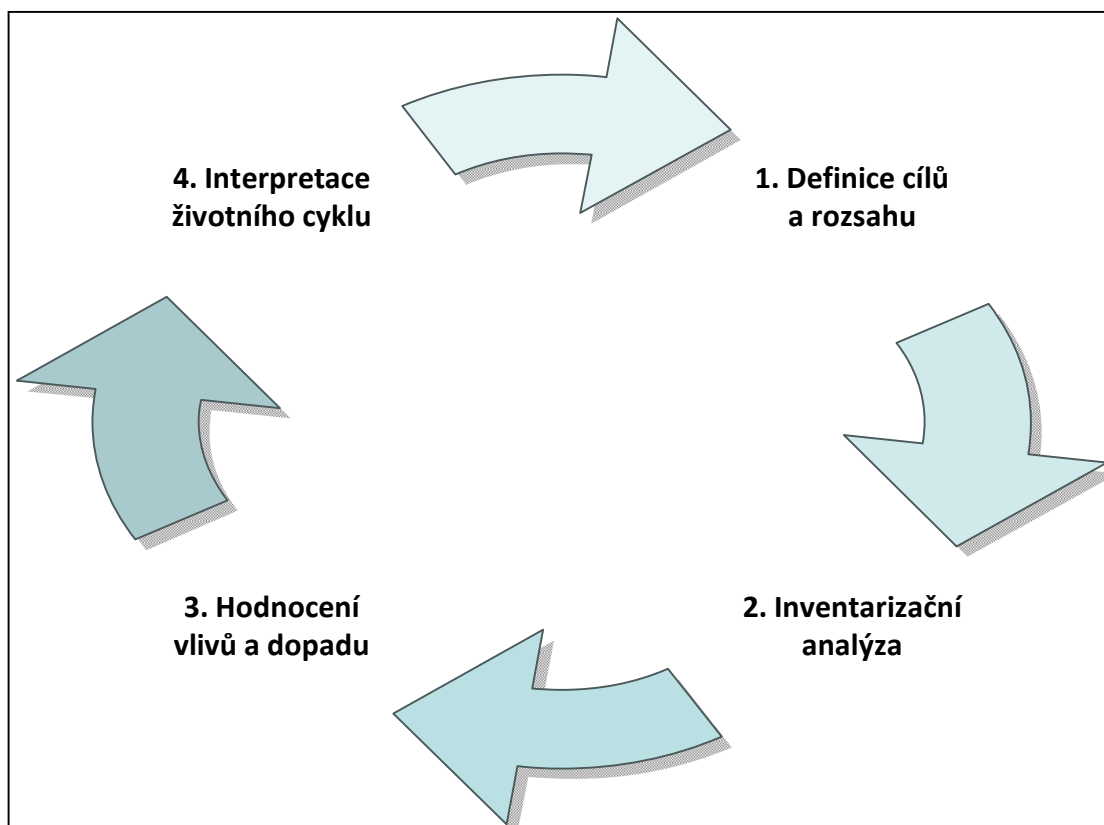 4. Interpretace
životního cyklu
1. Definice cílů
a rozsahu
3. Hodnocení
vlivů a dopadu
2. Inventarizační
analýza